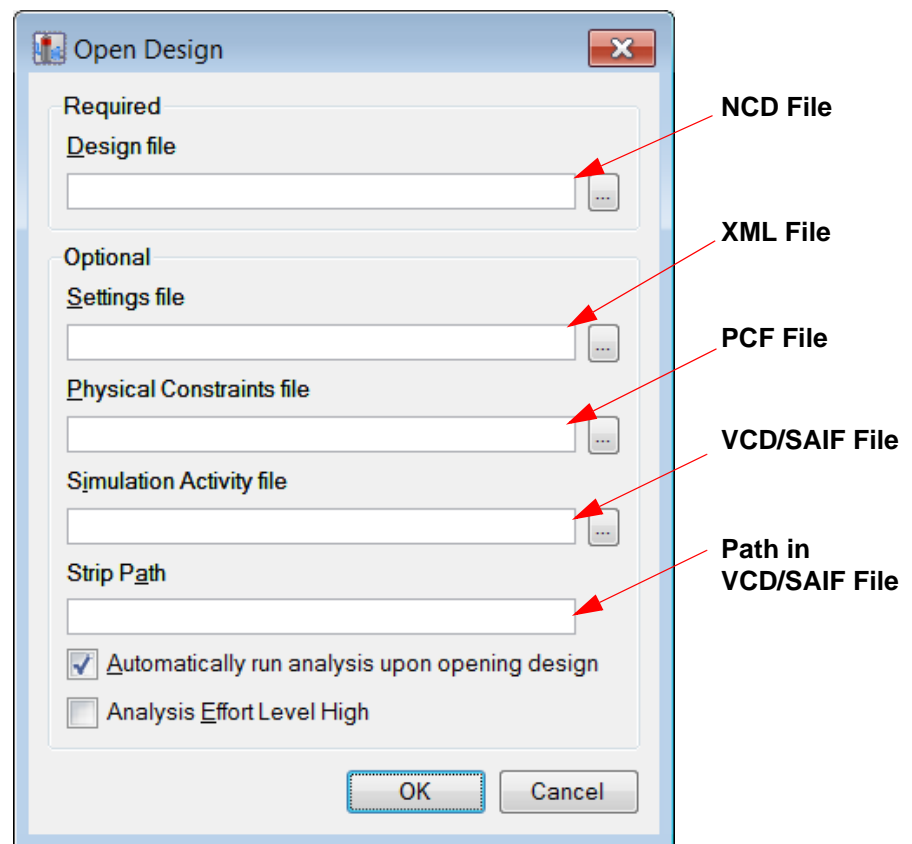 Open Design
Required
NCD File
Design file
...
XML File
Optional
Settings file
...
PCF File
Physical Constraints file
...
VCD/SAIF File
Simulation Activity file
...
Path in
VCD/SAIF File
Strip Path
Automatically run analysis upon opening design
Analysis Effort Level High
OK
Cancel